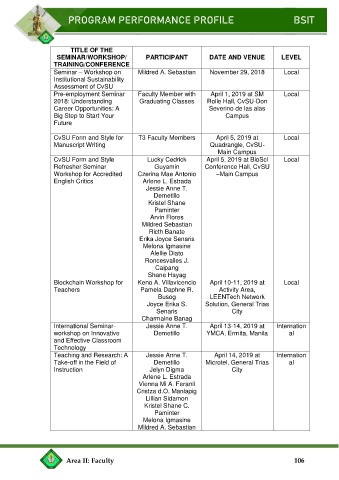 PROGRAM PERFORMANCE PROFILE BSIT
TITLE OF THE
SEMINAR/WORKSHOP/ PARTICIPANT DATE AND VENUE LEVEL
TRAINING/CONFERENCE
Seminar – Workshop on Mildred A. Sebastian November 29, 2018 Local
Institutional Sustainability
Assessment of CvSU
Pre-employment Seminar Faculty Member with April 1, 2019 at SM Local
2018: Understanding Graduating Classes Rolle Hall, CvSU-Don
Career Opportunities: A Severino de las alas
Big Step to Start Your Campus
Future
CvSU Form and Style for T3 Faculty Members April 5, 2019 at Local
Manuscript Writing Quadrangle, CvSU-
Main Campus
CvSU Form and Style Lucky Cedrick April 5, 2019 at BioSci Local
Refresher Seminar Guyamin Conference Hall, CvSU
Workshop for Accredited Czerina Mae Antonio –Main Campus
English Critics Arlene L. Estrada
Jessie Anne T.
Demetillo
Kristel Shane
Paminter
Arvin Flores
Mildred Sebastian
Ricth Banate
Erika Joyce Senaris
Melona Igmasine
Alellie Diato
Roncesvalles J.
Caipang
Shane Hayag
Blockchain Workshop for Keno A. Villavicencio April 10-11, 2019 at Local
Teachers Pamela Daphne R. Activity Area,
Busog LEENTech Network
Joyce Erika S. Solution, General Trias
Senaris City
Charmaine Banag
International Seminar- Jessie Anne T. April 13-14, 2019 at Internation
workshop on Innovative Demetillo YMCA, Ermita, Manila al
and Effective Classroom
Technology
Teaching and Research: A Jessie Anne T. April 14, 2019 at Internation
Take-off in the Field of Demetillo Microtel, General Trias al
Instruction Jelyn Digma City
Arlene L. Estrada
Vienna Mi A. Feranil
Cristza d.O. Manlapig
Lillian Sidamon
Kristel Shane C.
Paminter
Melona Igmasine
Mildred A. Sebastian
Area II: Faculty 106